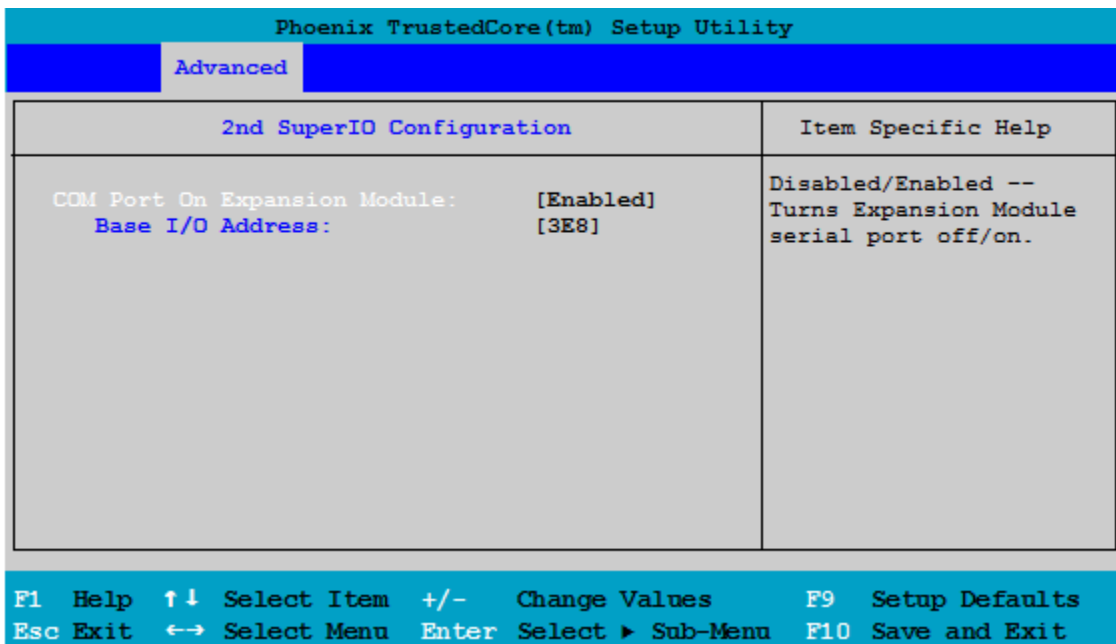 Phoenix TrustedCore(tm) Setup Utility
Advanced
2nd SuperIO Configuration
Item Specific Help
COM Port On Expansion Module: [Enabled]
Base I/O Address: [3E8]
Disabled/Enabled --
Turns Expansion Module
serial port off/on.
F1 Help ↑↓ Select Item +/- Change Values F9 Setup Defaults
Esc Exit ←→ Select Menu Enter Select ▶ Sub-Menu F10 Save and Exit